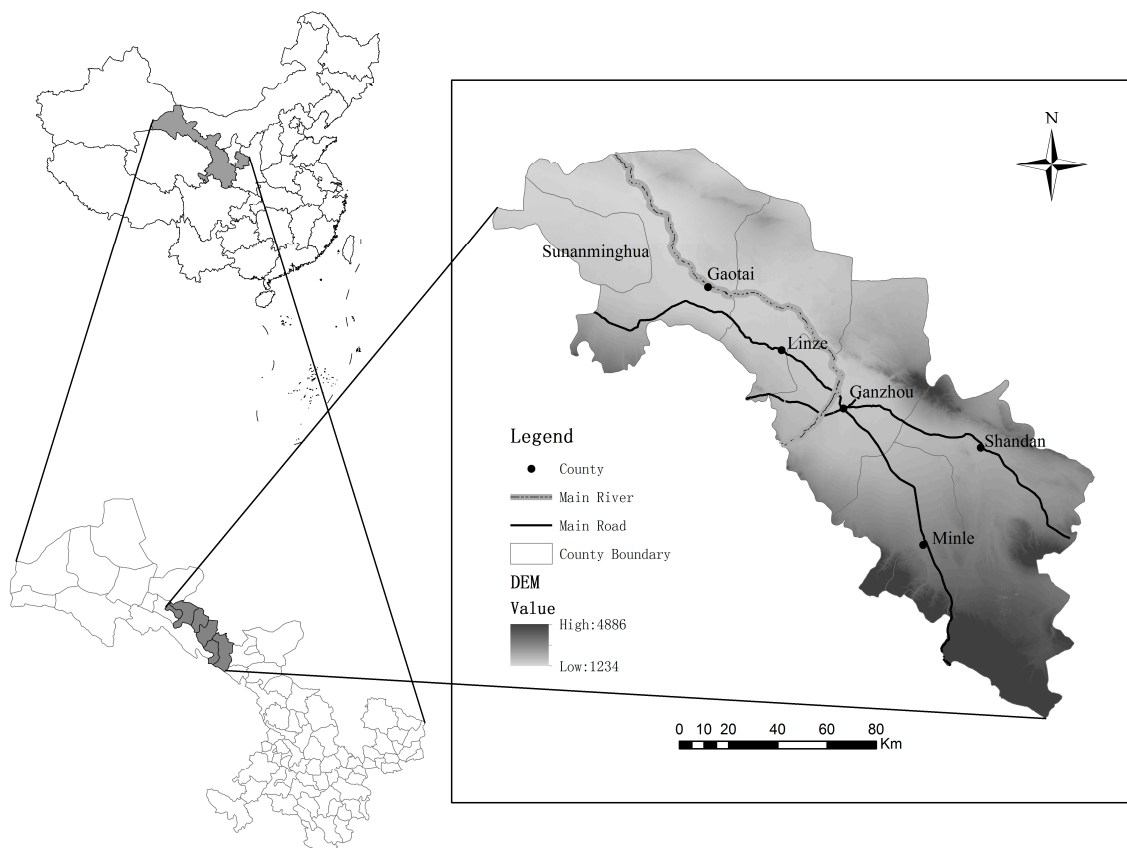 N
Sunanminghua
Gaotai
Linze
Ganzhou
Shandan
Minle
Legend
County
Main River
Main Road
County Boundary
DEM
Value
High:4886
Low:1234
0 10 20 40 60 80
Km